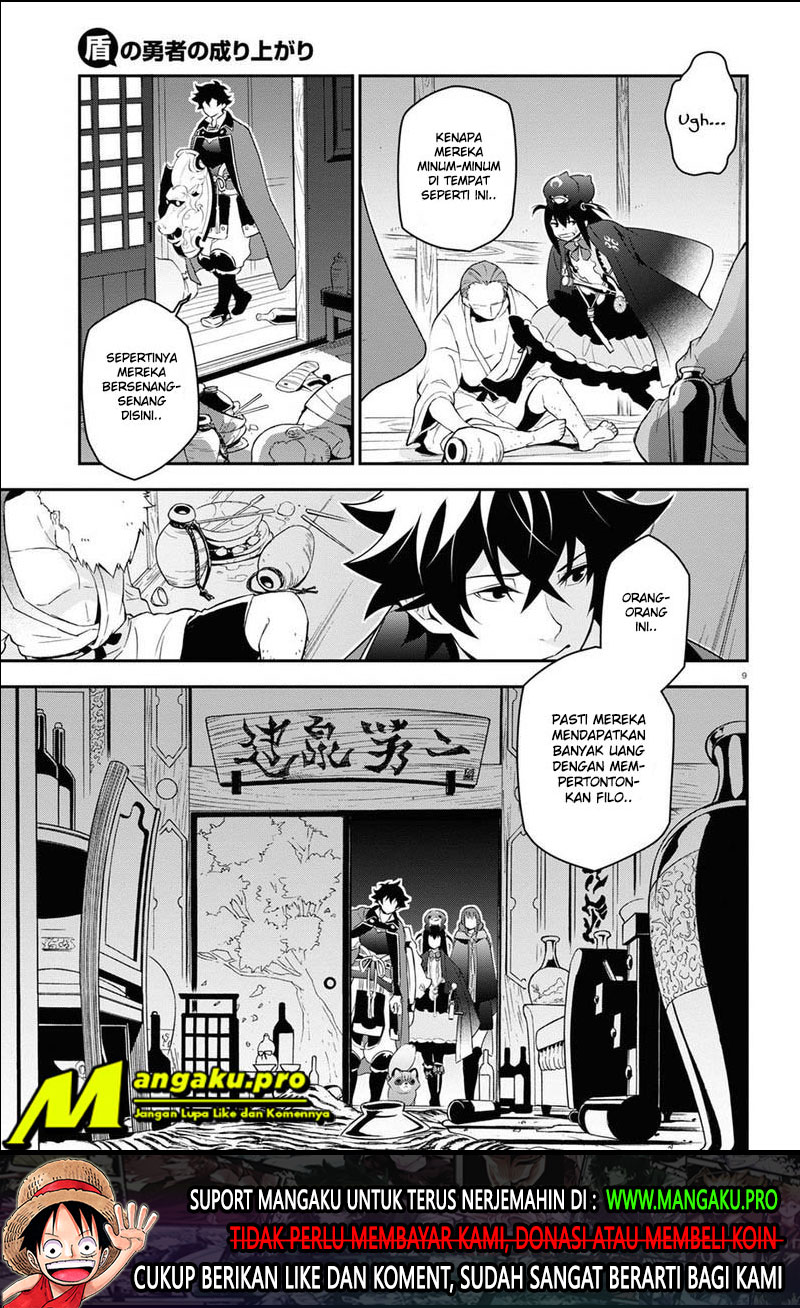 盾の勇者の成り上がり
Ugh...
KENAPA
MEREKA
MINUM-MINUM
DI TEMPAT
SEPERTI INI..
SEPERTINYA
MEREKA
BERSENANG-
SENANG
DISINI..
ORANG-
ORANG
INI..
9
PASTI MEREKA
MENDAPATKAN
BANYAK UANG
DENGAN MEM-
PERTONTON-
KAN FILO..
Mangaku.pro
Jangan Lupa Like dan Komennya
SUPORT MANGAKU UNTUK TERUS NERJEMAHIN DI : WWW.MANGAKU.PRO
TIDAK PERLU MEMBAYAR KAMI, DONASI ATAU MEMBELI KOIN
CUKUP BERIKAN LIKE DAN KOMENT, SUDAH SANGAT BERARTI BAGI KAMI